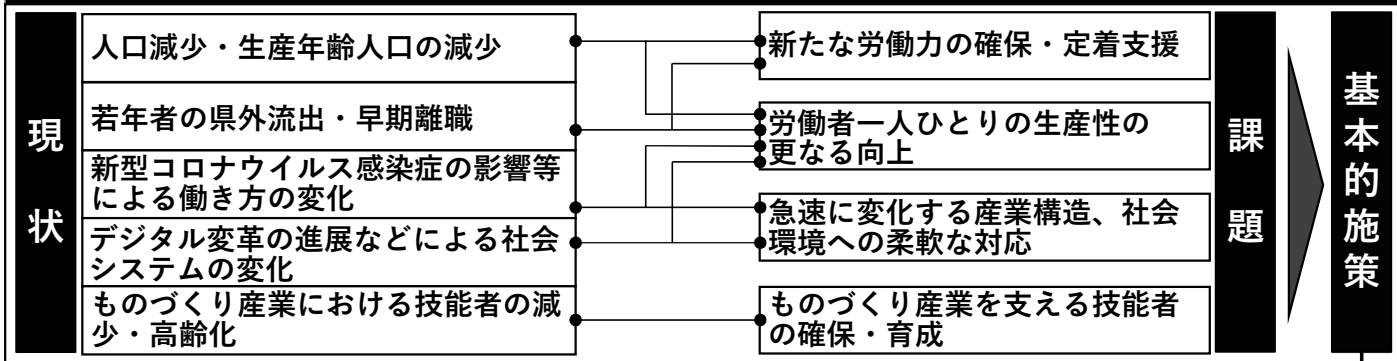 現状
人口減少・生産年齢人口の減少
若年者の県外流出・早期離職
新型コロナウイルス感染症の影響等
による働き方の変化
デジタル変革の進展などによる社会
システムの変化
ものづくり産業における技能者の減
少・高齢化
新たな労働力の確保・定着支援
労働者一人ひとりの生産性の
更なる向上
急速に変化する産業構造、社会
環境への柔軟な対応
ものづくり産業を支える技能者
の確保・育成
課題
基本的施策